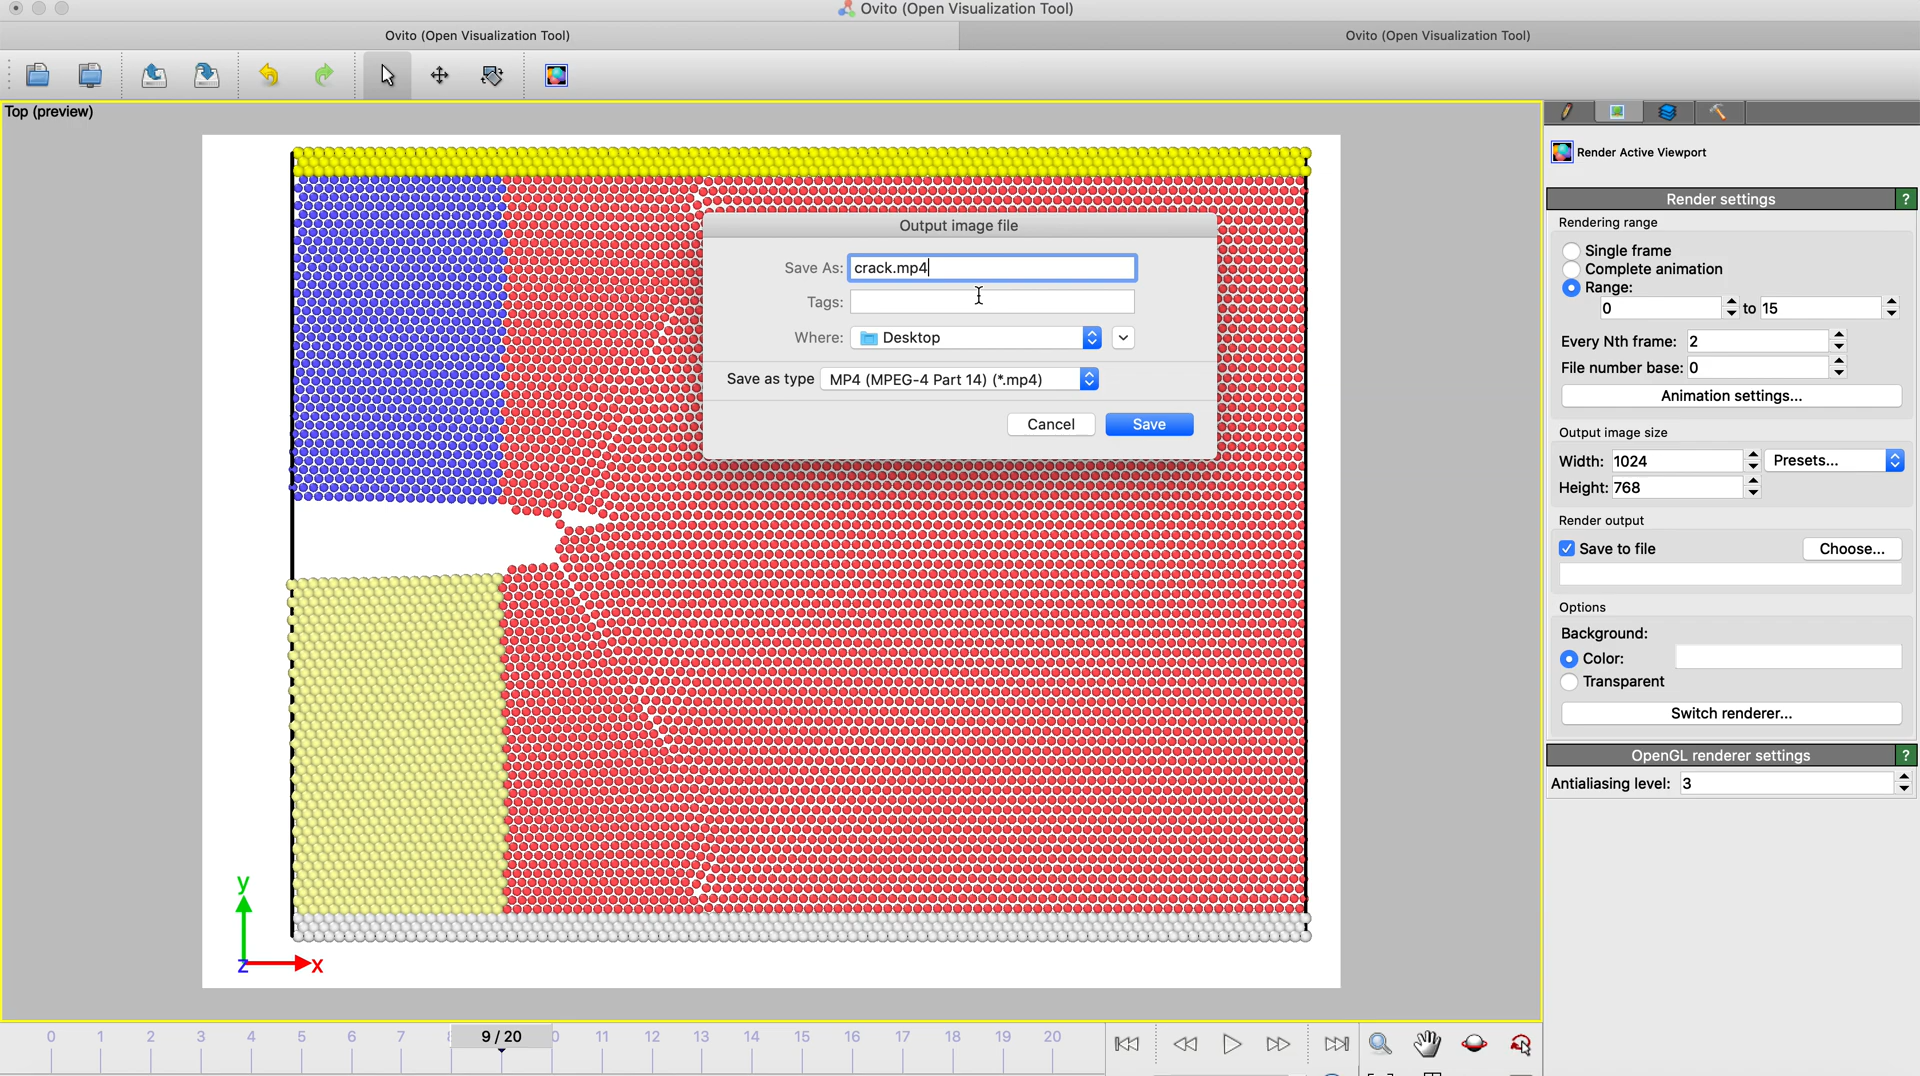 Ovito (Open Visualization Tool)
Ovito (Open Visualization Tool)
Ovito (Open Visualization Tool)
Top (preview)
Output image file
Save As: crack.mp4
Tags:
Where: Desktop
Save as type MP4 (MPEG-4 Part 14) (*.mp4)
Cancel Save
y
z x
Render Active Viewport
Render settings ?
Rendering range
Single frame
Complete animation
Range:
0 to 15
Every Nth frame: 2
File number base: 0
Animation settings...
Output image size
Width: 1024 Presets...
Height: 768
Render output
Save to file Choose...
Options
Background:
Color:
Transparent
Switch renderer...
OpenGL renderer settings ?
Antialiasing level: 3
0 1 2 3 4 5 6 7 9 / 20 0 11 12 13 14 15 16 17 18 19 20